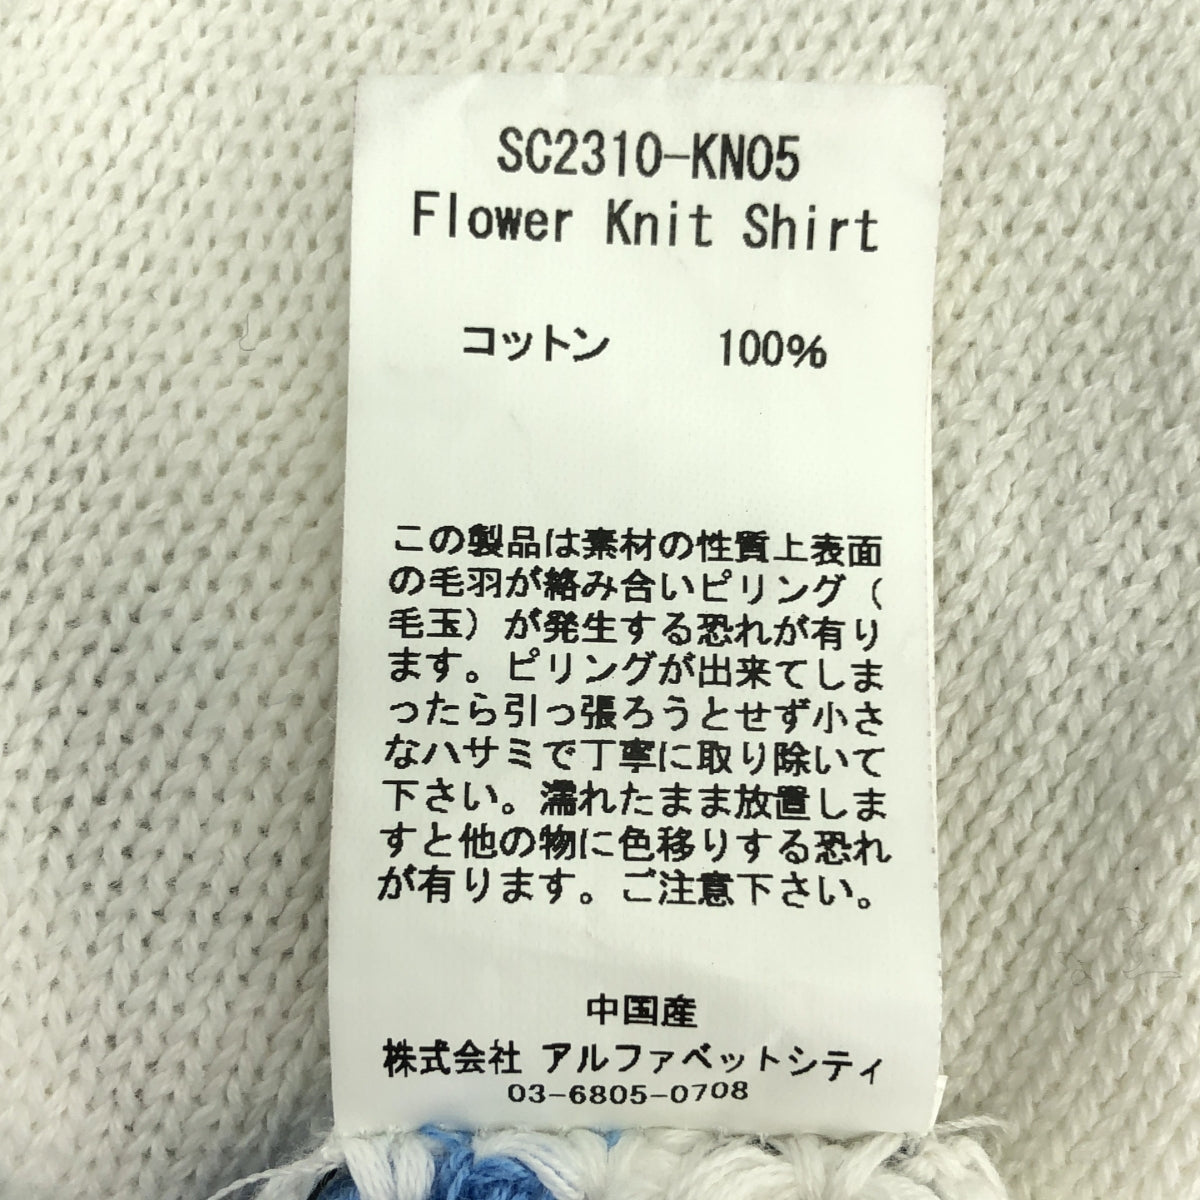 SC2310-KN05
Flower Knit Shirt
コットン 100%
この製品は素材の性質上表面
の毛羽が絡み合いピリング（
毛玉）が発生する恐れが有り
ます。ピリングが出来てしま
ったら引っ張ろうとせず小さ
なハサミで丁寧に取り除いて
下さい。濡れたまま放置しま
すと他の物に色移りする恐れ
が有ります。ご注意下さい。
中国産
株式会社 アルファベットシティ
03-6805-0708